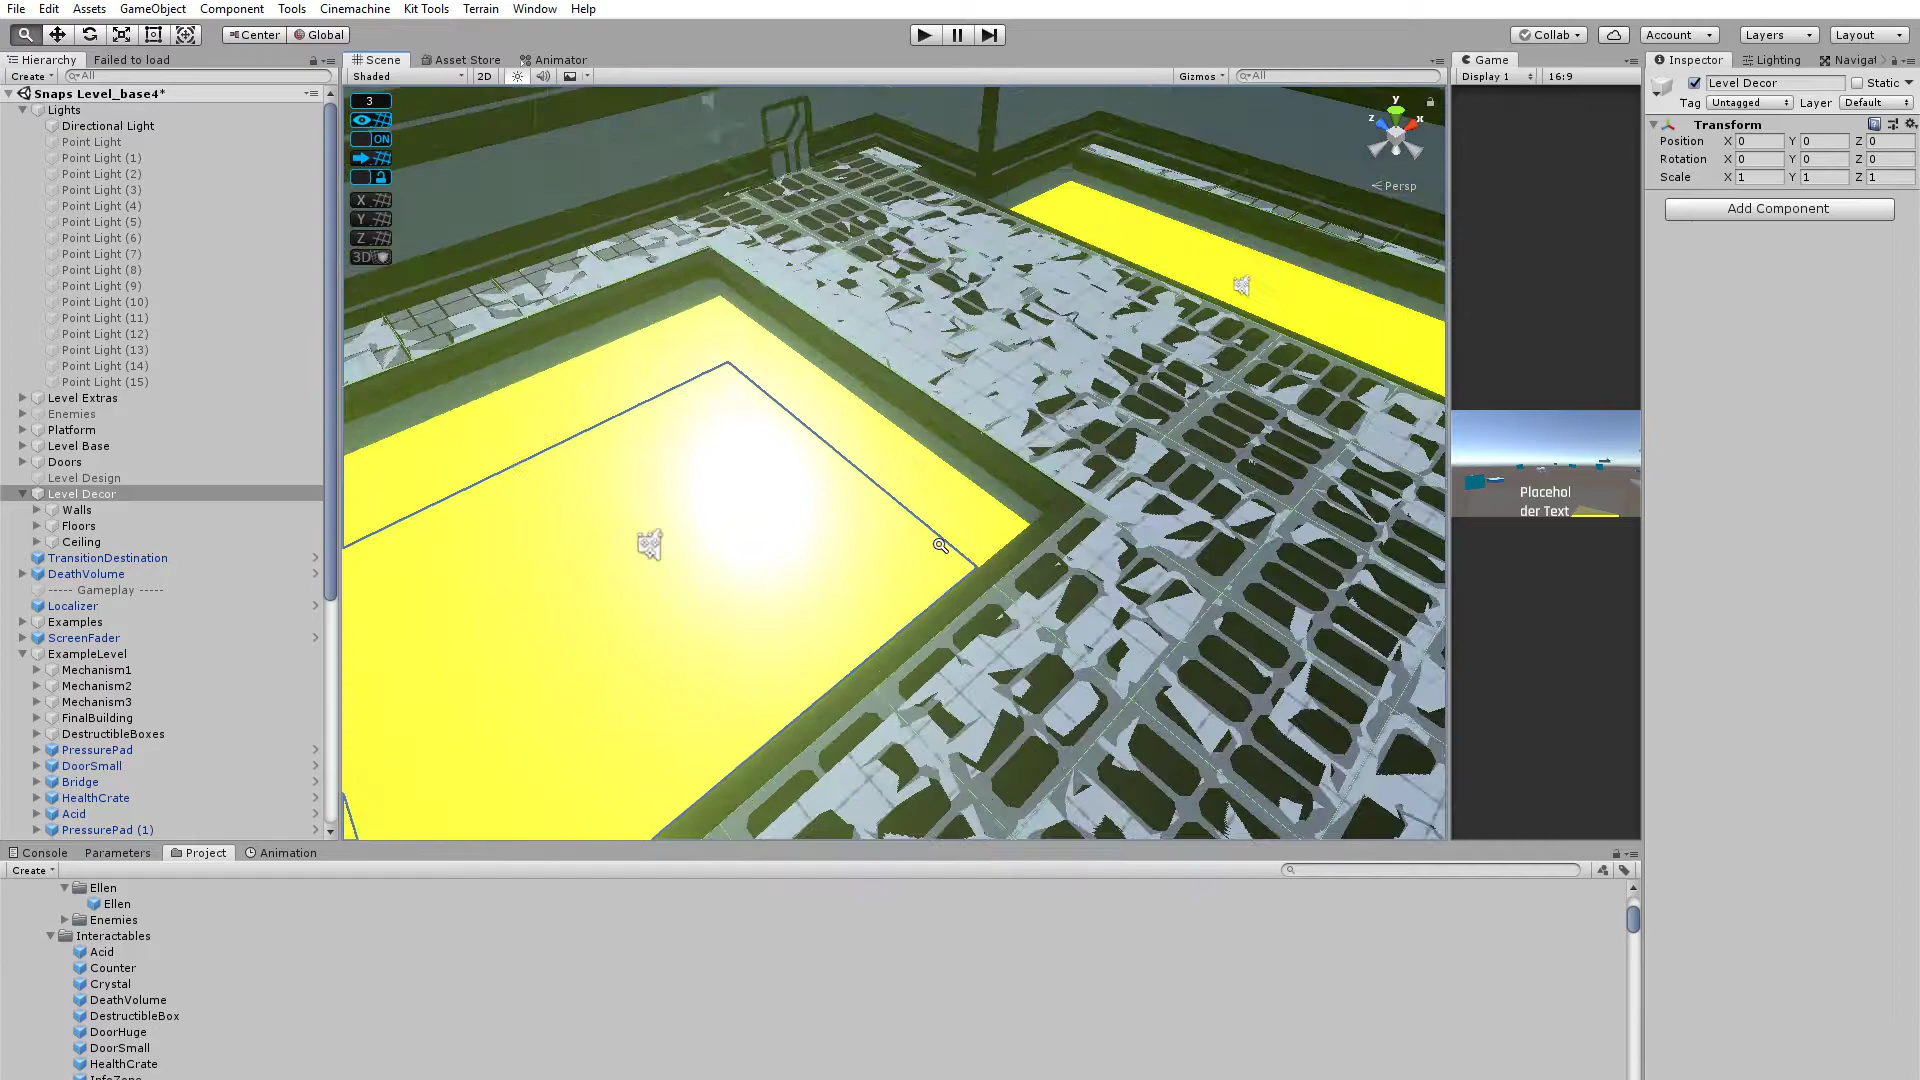 File Edit Assets GameObject Component Tools Cinemachine Kit Tools Terrain Window Help
Center Global Collab Account Layers Layout
Hierarchy Failed to load
Create All
Snaps Level_base4*
Lights
Directional Light
Point Light
Point Light (1)
Point Light (2)
Point Light (3)
Point Light (4)
Point Light (5)
Point Light (6)
Point Light (7)
Point Light (8)
Point Light (9)
Point Light (10)
Point Light (11)
Point Light (12)
Point Light (13)
Point Light (14)
Point Light (15)
Level Extras
Enemies
Platform
Level Base
Doors
Level Design
Level Decor
Walls
Floors
Ceiling
TransitionDestination
DeathVolume
----- Gameplay -----
Localizer
Examples
ScreenFader
ExampleLevel
Mechanism1
Mechanism2
Mechanism3
FinalBuilding
DestructibleBoxes
PressurePad
DoorSmall
Bridge
HealthCrate
Acid
PressurePad (1)
Scene Asset Store Animator
Shaded 2D Gizmos All
3
ON
X
Y
Z
3D
y
z x
Persp
Game
Display 1 16:9
Placehol
der Text
Inspector Lighting Navigat
Level Decor Static
Tag Untagged Layer Default
Transform
Position X 0 Y 0 Z 0
Rotation X 0 Y 0 Z 0
Scale X 1 Y 1 Z 1
Add Component
Console Parameters Project Animation
Create
Ellen
Ellen
Enemies
Interactables
Acid
Counter
Crystal
DeathVolume
DestructibleBox
DoorHuge
DoorSmall
HealthCrate
InfoZone